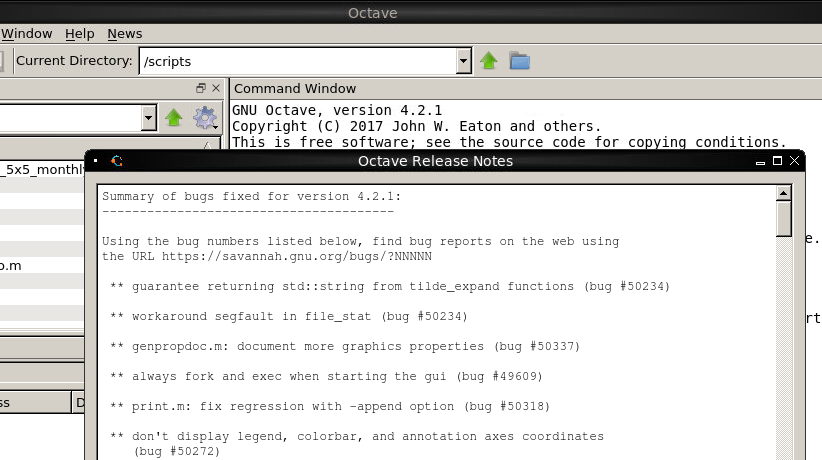 Octave
Window Help News
Current Directory: /scripts
Command Window
GNU Octave, version 4.2.1
Copyright (C) 2017 John W. Eaton and others.
This is free software; see the source code for copying conditions.
Octave Release Notes
_5x5_monthly
Summary of bugs fixed for version 4.2.1:
---------------------------------------
Using the bug numbers listed below, find bug reports on the web using
the URL https://savannah.gnu.org/bugs/?NNNNN
** guarantee returning std::string from tilde_expand functions (bug #50234)
** workaround segfault in file_stat (bug #50234)
** genpropdoc.m: document more graphics properties (bug #50337)
** always fork and exec when starting the gui (bug #49609)
** print.m: fix regression with -append option (bug #50318)
** don't display legend, colorbar, and annotation axes coordinates
(bug #50272)